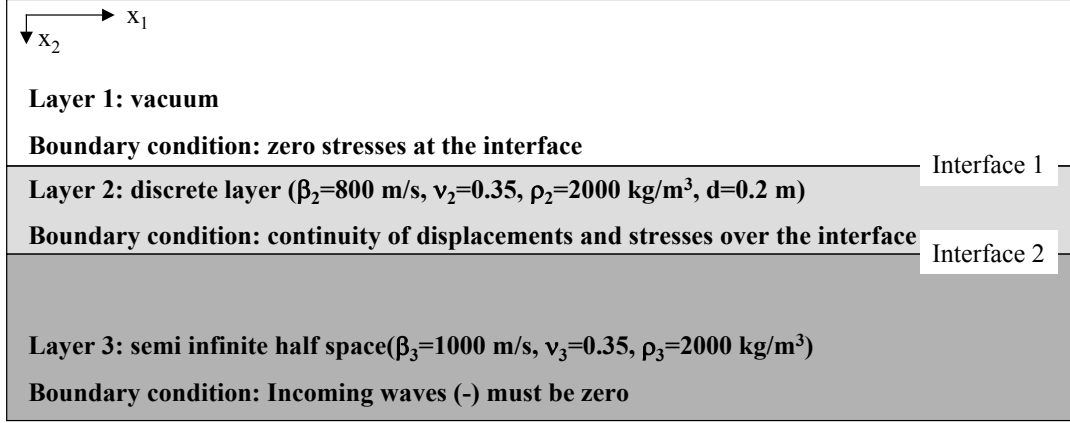 x₁
x₂
Layer 1: vacuum
Boundary condition: zero stresses at the interface
Interface 1
Layer 2: discrete layer (β₂=800 m/s, ν₂=0.35, ρ₂=2000 kg/m³, d=0.2 m)
Boundary condition: continuity of displacements and stresses over the interface
Interface 2
Layer 3: semi infinite half space(β₃=1000 m/s, ν₃=0.35, ρ₃=2000 kg/m³)
Boundary condition: Incoming waves (-) must be zero